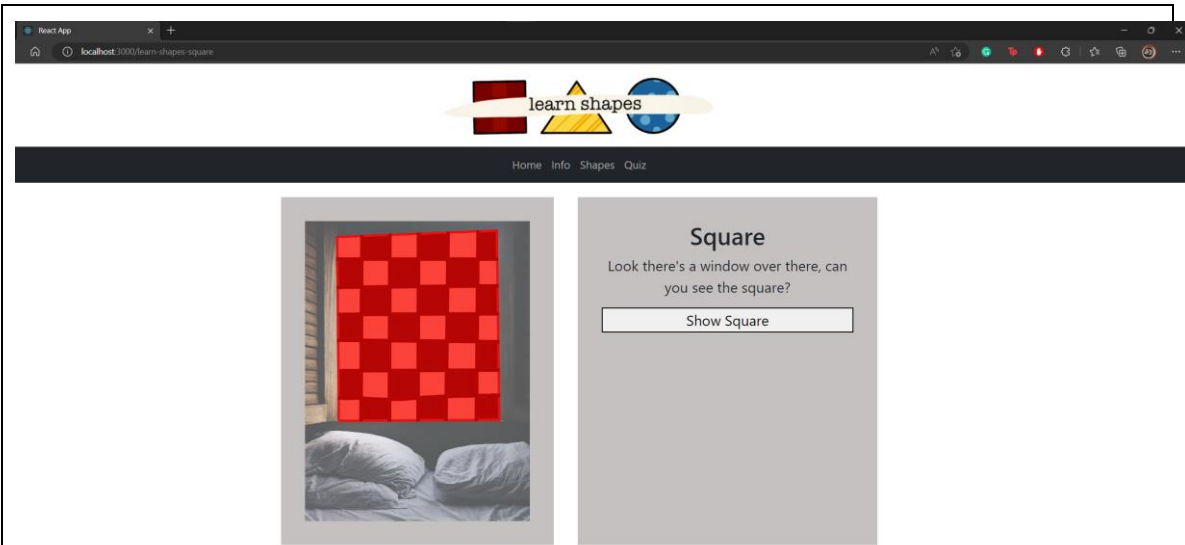 React App
localhost:3000/learn-shapes-square
learn shapes
Home Info Shapes Quiz
Square
Look there's a window over there, can
you see the square?
Show Square